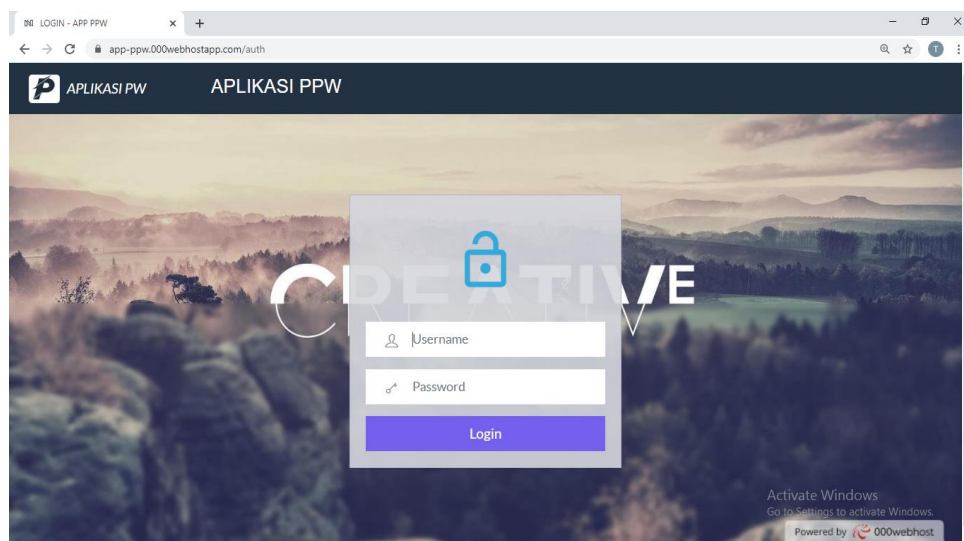 LOGIN - APP PPW
app-ppw.000webhostapp.com/auth
T
APLIKASI PW
APLIKASI PPW
CREATIVE
Username
Password
Login
Activate Windows
Go to Settings to activate Windows.
Powered by 000webhost